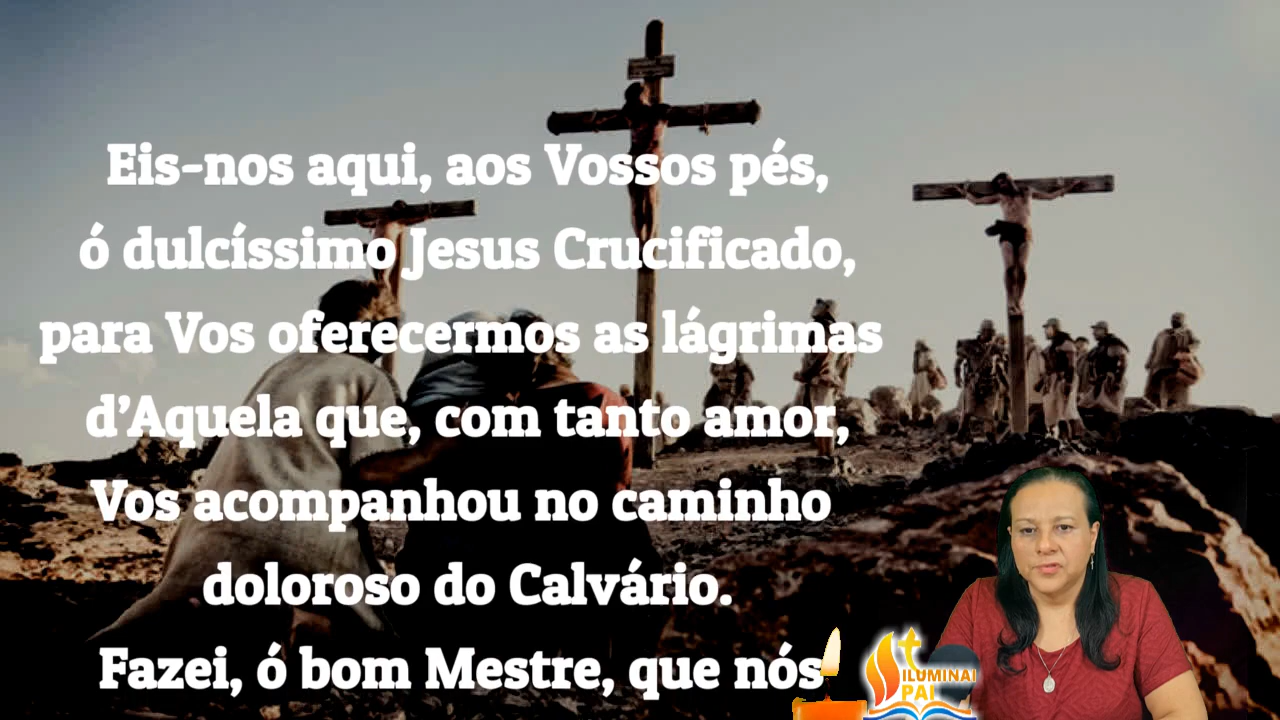 Eis-nos aqui, aos Vossos pés,
ó dulcíssimo Jesus Crucificado,
para Vos oferecermos as lágrimas
d’Aquela que, com tanto amor,
Vos acompanhou no caminho
doloroso do Calvário.
Fazei, ó bom Mestre, que nós
ILUMINAI
PAI